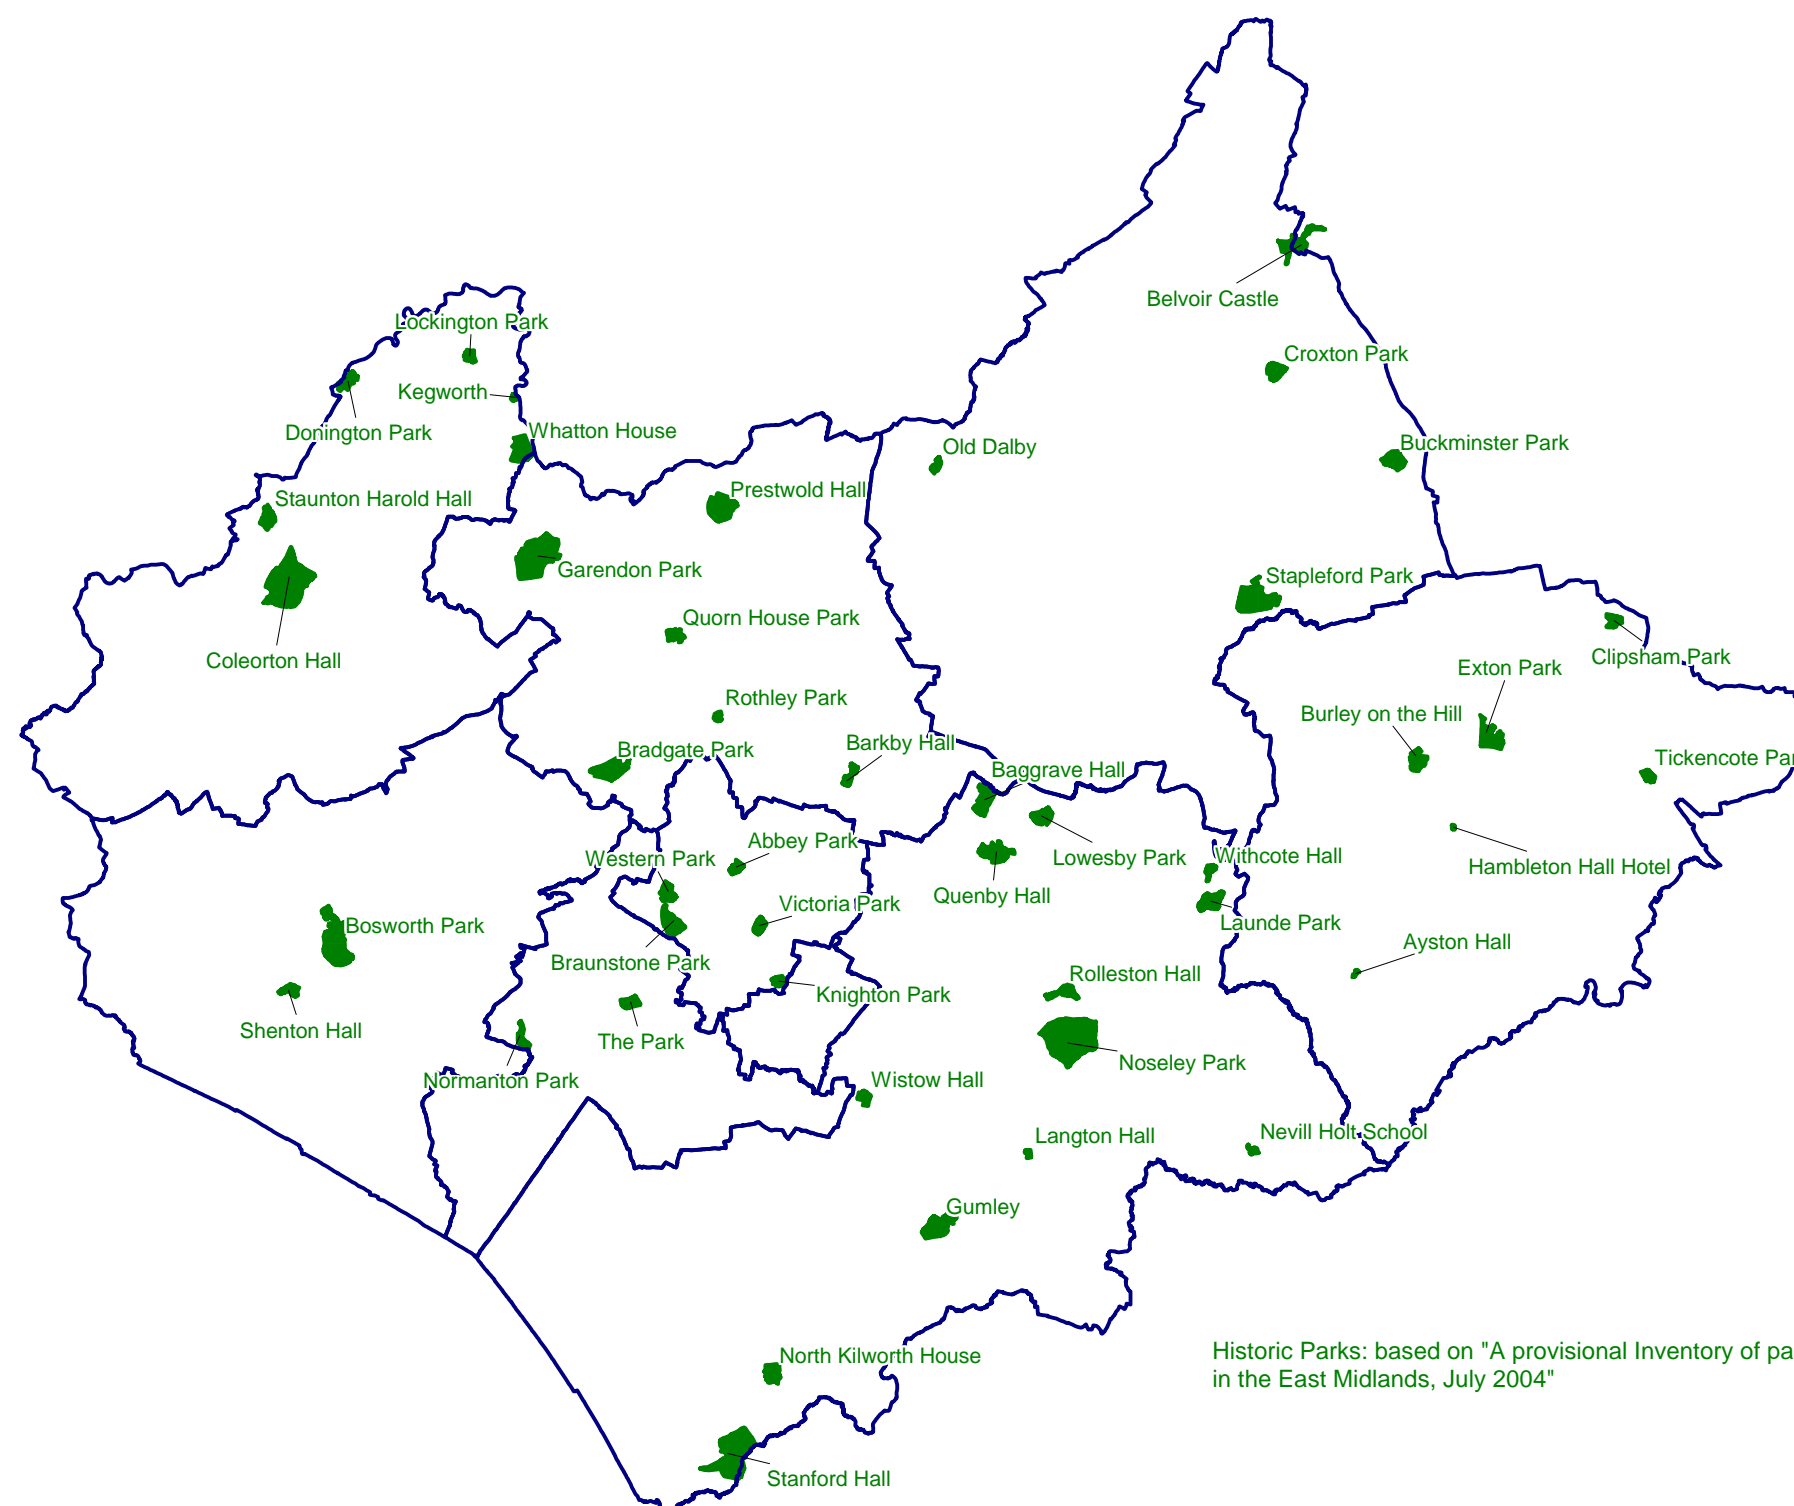 Belvoir Castle
Lockington Park
Croxton Park
Kegworth
Donington Park
Whatton House
Buckminster Park
Old Dalby
Prestwold Hall
Staunton Harold Hall
Garendon Park
Stapleford Park
Quorn House Park
Clipsham Park
Coleorton Hall
Exton Park
Rothley Park
Burley on the Hill
Barkby Hall
Bradgate Park
Tickencote Par
Baggrave Hall
Abbey Park
Western Park
Lowesby Park
Withcote Hall
Hambleton Hall Hotel
Quenby Hall
Victoria Park
Launde Park
Bosworth Park
Ayston Hall
Braunstone Park
Rolleston Hall
Knighton Park
Shenton Hall
The Park
Noseley Park
Normanton Park
Wistow Hall
Nevill Holt School
Langton Hall
Gumley
North Kilworth House
Historic Parks: based on "A provisional Inventory of pa
in the East Midlands, July 2004"
Stanford Hall